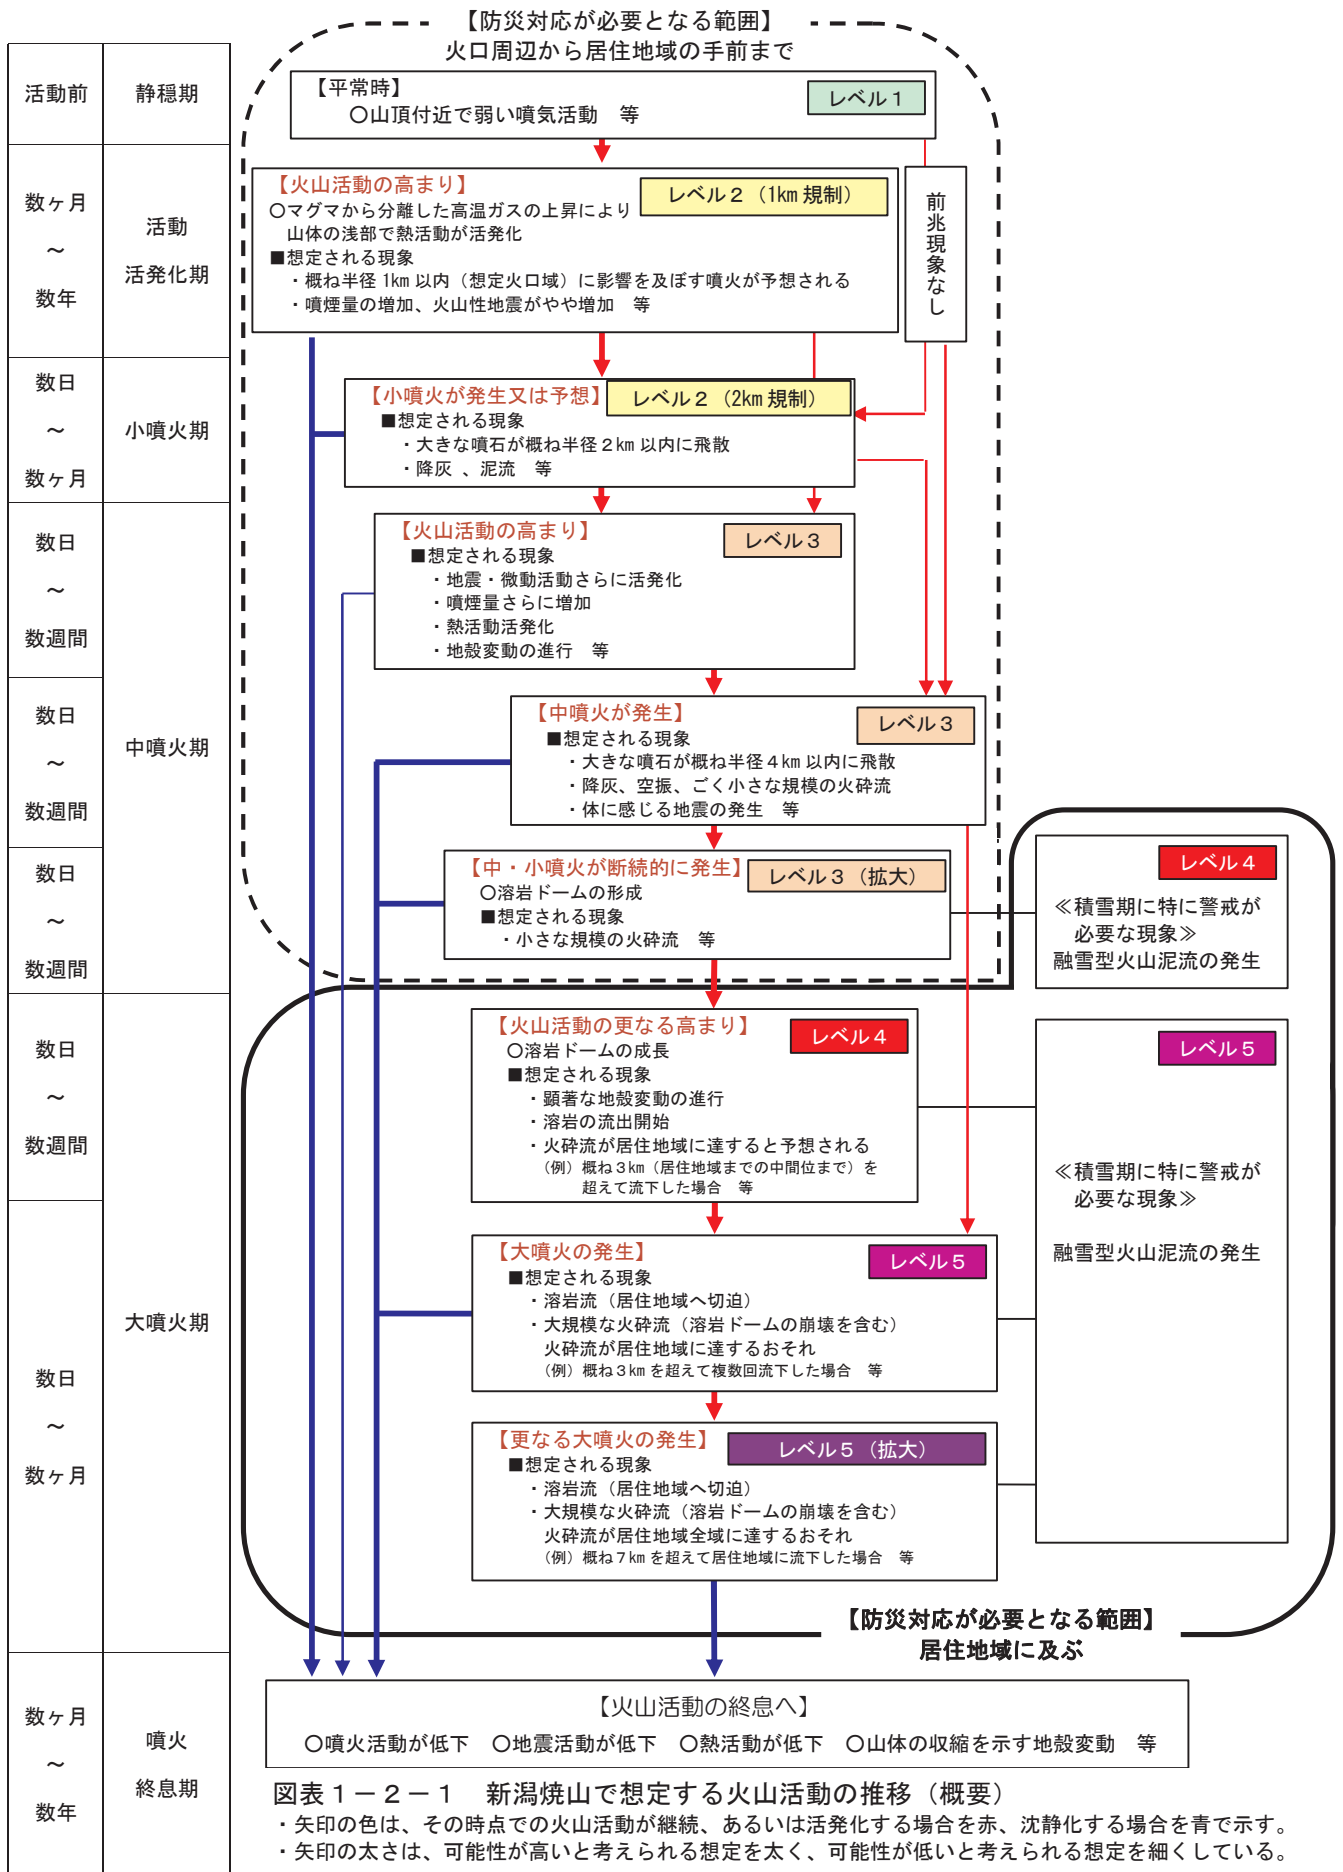 【防災対応が必要となる範囲】
火口周辺から居住地域の手前まで
活動前
静穏期
【平常時】
レベル１
○山頂付近で弱い噴気活動　等
数ヶ月
～
数年
活動
活発化期
【火山活動の高まり】
レベル２（1km 規制）
○マグマから分離した高温ガスの上昇により
山体の浅部で熱活動が活発化
■想定される現象
・概ね半径 1km 以内（想定火口域）に影響を及ぼす噴火が予想される
・噴煙量の増加、火山性地震がやや増加　等
前兆現象なし
数日
～
数ヶ月
小噴火期
【小噴火が発生又は予想】
レベル２（2km 規制）
■想定される現象
・大きな噴石が概ね半径２km 以内に飛散
・降灰 、泥流　等
数日
～
数週間
【火山活動の高まり】
レベル３
■想定される現象
・地震・微動活動さらに活発化
・噴煙量さらに増加
・熱活動活発化
・地殻変動の進行　等
数日
～
数週間
中噴火期
【中噴火が発生】
レベル３
■想定される現象
・大きな噴石が概ね半径４km 以内に飛散
・降灰、空振、ごく小さな規模の火砕流
・体に感じる地震の発生　等
数日
～
数週間
【中・小噴火が断続的に発生】
レベル３（拡大）
○溶岩ドームの形成
■想定される現象
・小さな規模の火砕流　等
レベル４
≪積雪期に特に警戒が
必要な現象≫
融雪型火山泥流の発生
数日
～
数週間
【火山活動の更なる高まり】
レベル４
○溶岩ドームの成長
■想定される現象
・顕著な地殻変動の進行
・溶岩の流出開始
・火砕流が居住地域に達すると予想される
（例）概ね３km（居住地域までの中間位まで）を
超えて流下した場合　等
レベル５
≪積雪期に特に警戒が
必要な現象≫
融雪型火山泥流の発生
大噴火期
数日
～
数ヶ月
【大噴火の発生】
レベル５
■想定される現象
・溶岩流（居住地域へ切迫）
・大規模な火砕流（溶岩ドームの崩壊を含む）
火砕流が居住地域に達するおそれ
（例）概ね３km を超えて複数回流下した場合　等
【更なる大噴火の発生】
レベル５（拡大）
■想定される現象
・溶岩流（居住地域へ切迫）
・大規模な火砕流（溶岩ドームの崩壊を含む）
火砕流が居住地域全域に達するおそれ
（例）概ね７km を超えて居住地域に流下した場合　等
【防災対応が必要となる範囲】
居住地域に及ぶ
数ヶ月
～
数年
噴火
終息期
【火山活動の終息へ】
○噴火活動が低下　○地震活動が低下　○熱活動が低下　○山体の収縮を示す地殻変動　等
図表１－２－１　新潟焼山で想定する火山活動の推移（概要）
・矢印の色は、その時点での火山活動が継続、あるいは活発化する場合を赤、沈静化する場合を青で示す。
・矢印の太さは、可能性が高いと考えられる想定を太く、可能性が低いと考えられる想定を細くしている。